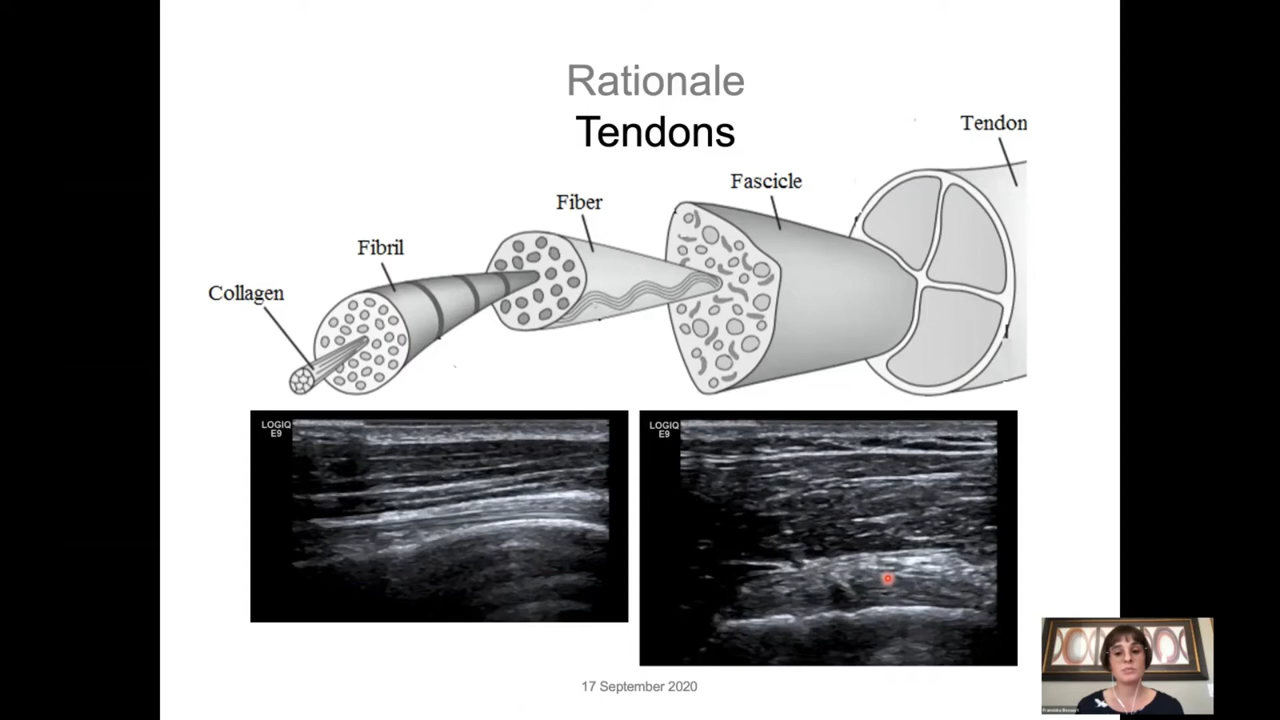 Rationale
Tendons
Tendon
Fascicle
Fiber
Fibril
Collagen
LOGIQ
E9
LOGIQ
E9
17 September 2020